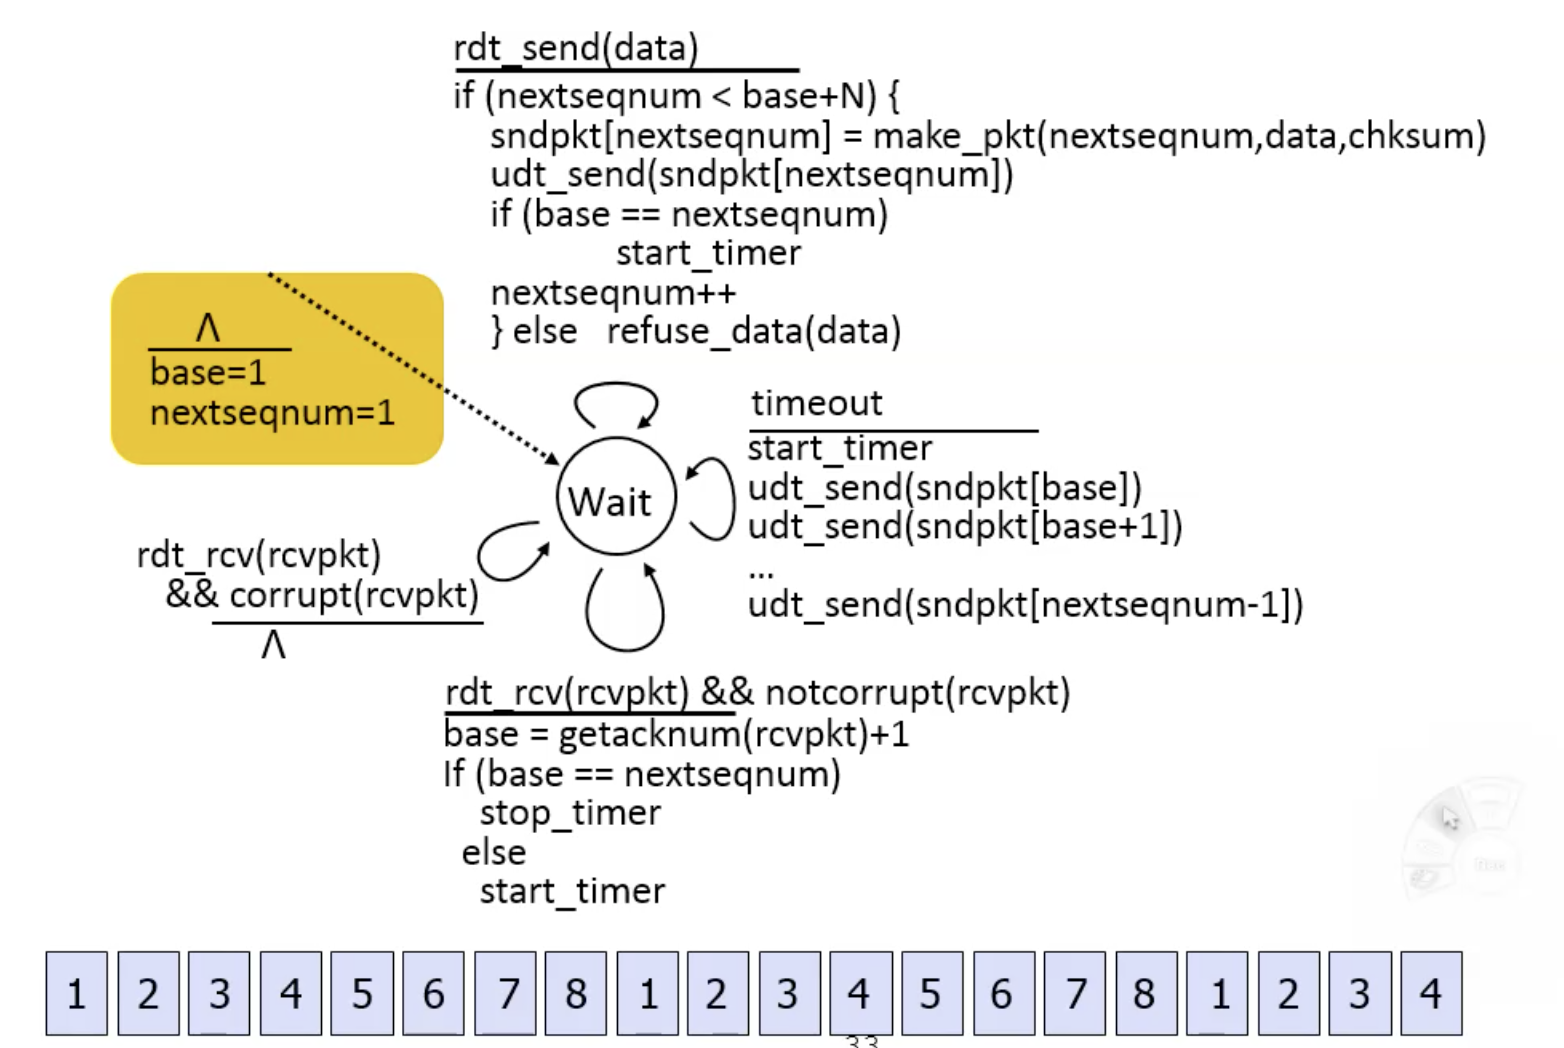 rdt_send(data)
if (nextseqnum < base+N) {
sndpkt[nextseqnum] = make_pkt(nextseqnum,data,chksum)
udt_send(sndpkt[nextseqnum])
if (base == nextseqnum)
start_timer
nextseqnum++
} else refuse_data(data)
Λ
base=1
nextseqnum=1
timeout
start_timer
udt_send(sndpkt[base])
udt_send(sndpkt[base+1])
...
udt_send(sndpkt[nextseqnum-1])
Wait
rdt_rcv(rcvpkt)
&& corrupt(rcvpkt)
Λ
rdt_rcv(rcvpkt) && notcorrupt(rcvpkt)
base = getacknum(rcvpkt)+1
If (base == nextseqnum)
stop_timer
else
start_timer
1 2 3 4 5 6 7 8 1 2 3 4 5 6 7 8 1 2 3 4